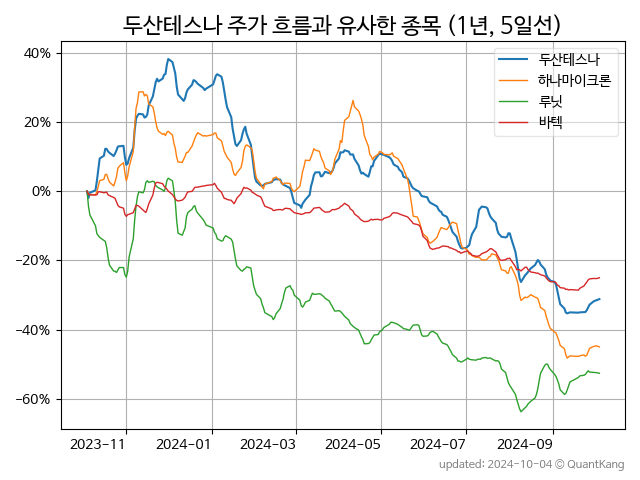 두산테스나 주가 흐름과 유사한 종목 (1년, 5일선)
40%
20%
0%
−20%
−40%
−60%
두산테스나
하나마이크론
루닛
바텍
2023-11
2024-01
2024-03
2024-05
2024-07
2024-09
updated: 2024-10-04 @ QuantKang